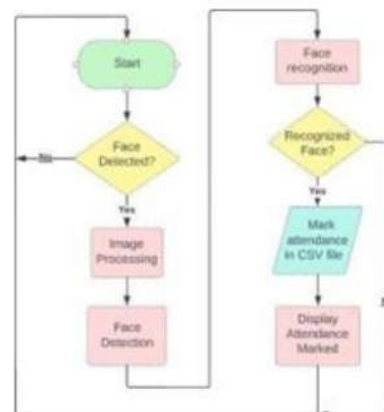 Start
Face
Detected?
No
Yes
Image
Processing
Face
Detection
Face
recognition
Recognized
Face?
Yes
Mark
attendance
in CSV file
Display
Attendance
Marked